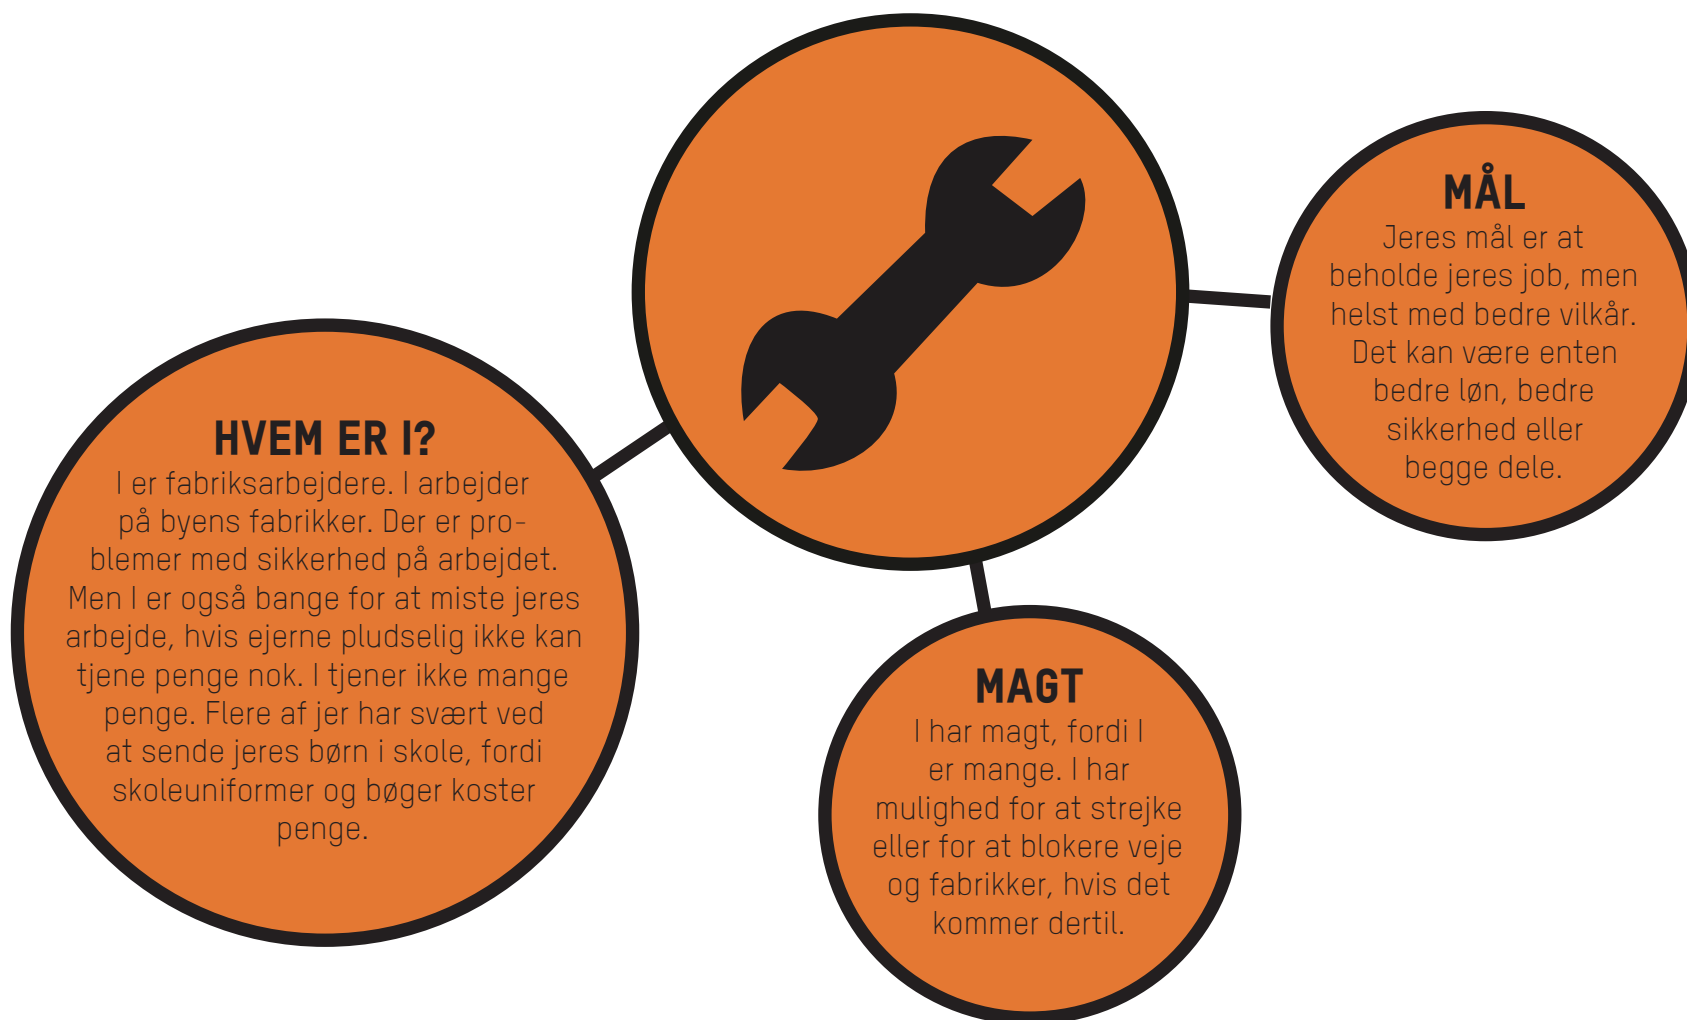 HVEM ER I?
I er fabriksarbejdere. I arbejder
på byens fabrikker. Der er pro-
blemer med sikkerhed på arbejdet.
Men I er også bange for at miste jeres
arbejde, hvis ejerne pludselig ikke kan
tjene penge nok. I tjener ikke mange
penge. Flere af jer har svært ved
at sende jeres børn i skole, fordi
skoleuniformer og bøger koster
penge.
MAGT
I har magt, fordi I
er mange. I har
mulighed for at strejke
eller for at blokere veje
og fabrikker, hvis det
kommer dertil.
MÅL
Jeres mål er at
beholde jeres job, men
helst med bedre vilkår.
Det kan være enten
bedre løn, bedre
sikkerhed eller
begge dele.